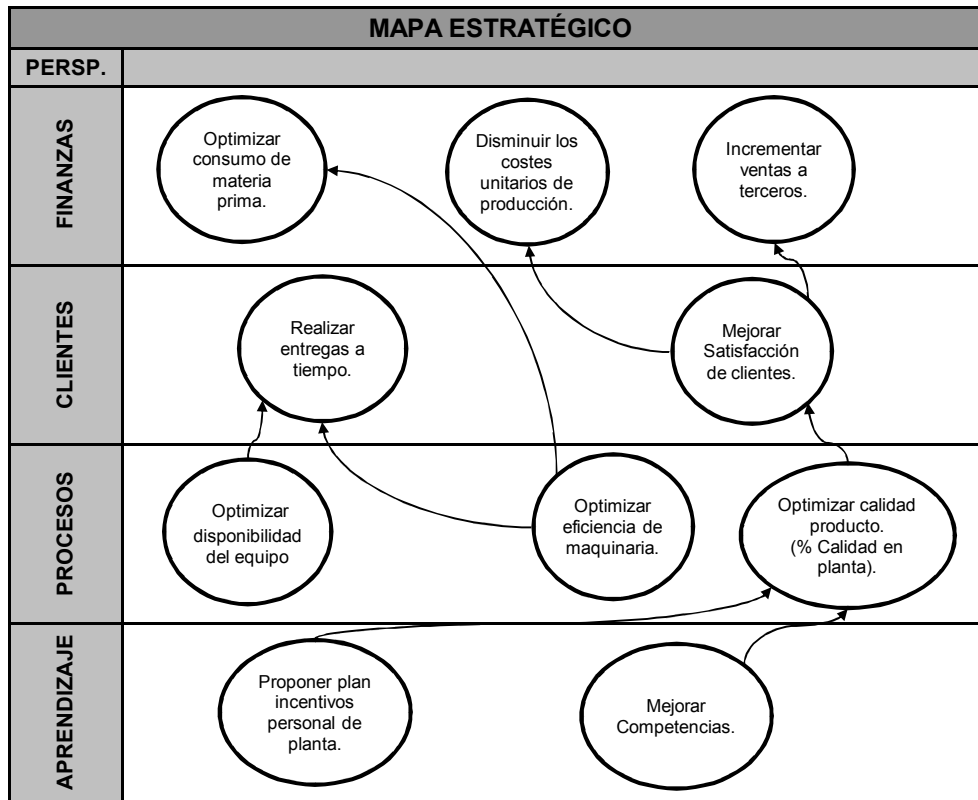 MAPA ESTRATÉGICO
PERSP.
FINANZAS
Optimizar
consumo de
materia
prima.
Disminuir los
costes
unitarios de
producción.
Incrementar
ventas a
terceros.
CLIENTES
Realizar
entregas a
tiempo.
Mejorar
Satisfacción
de clientes.
PROCESOS
Optimizar
disponibilidad
del equipo
Optimizar
eficiencia de
maquinaria.
Optimizar calidad
producto.
(% Calidad en
planta).
APRENDIZAJE
Proponer plan
incentivos
personal de
planta.
Mejorar
Competencias.